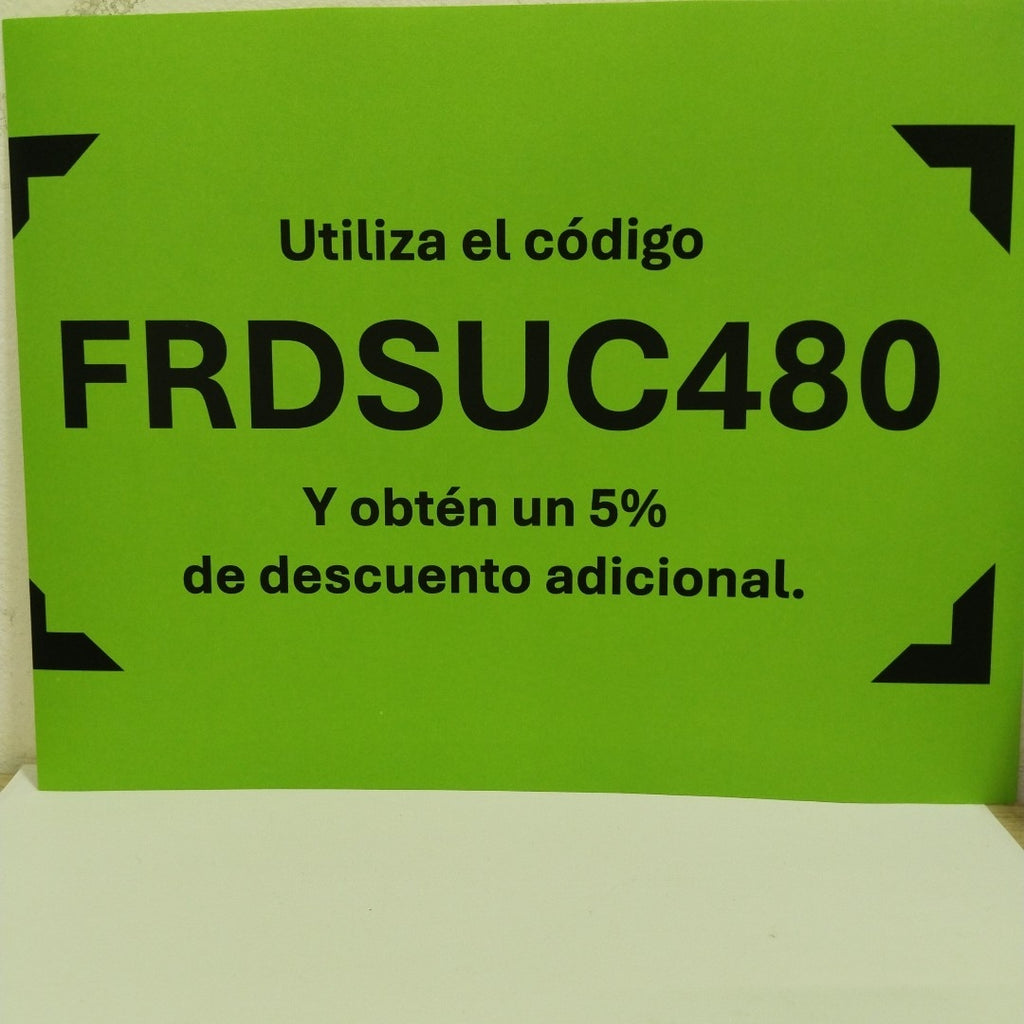 Utiliza el código
FRDSUC480
Y obtén un 5%
de descuento adicional.